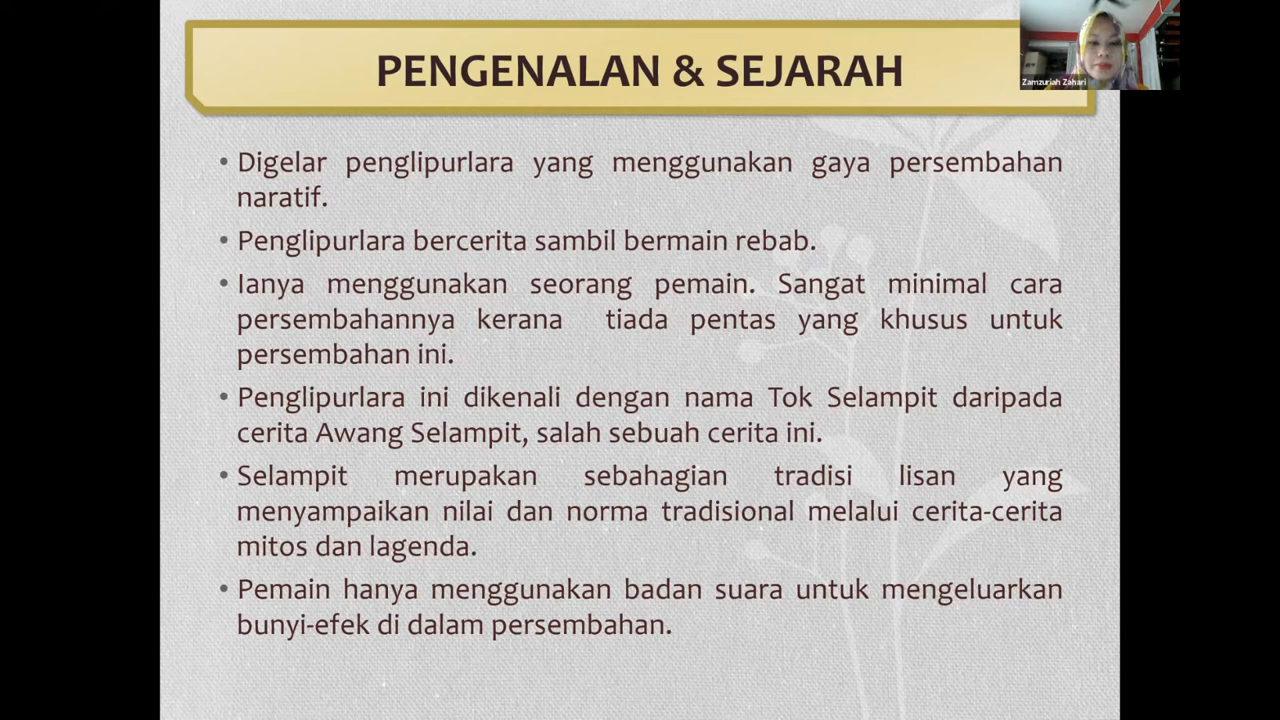 PENGENALAN & SEJARAH
Zamzuriah Zahari
• Digelar penglipurlara yang menggunakan gaya persembahan
naratif.
• Penglipurlara bercerita sambil bermain rebab.
• Ianya menggunakan seorang pemain. Sangat minimal cara
persembahannya kerana tiada pentas yang khusus untuk
persembahan ini.
• Penglipurlara ini dikenali dengan nama Tok Selampit daripada
cerita Awang Selampit, salah sebuah cerita ini.
• Selampit merupakan sebahagian tradisi lisan yang
menyampaikan nilai dan norma tradisional melalui cerita-cerita
mitos dan lagenda.
• Pemain hanya menggunakan badan suara untuk mengeluarkan
bunyi-efek di dalam persembahan.